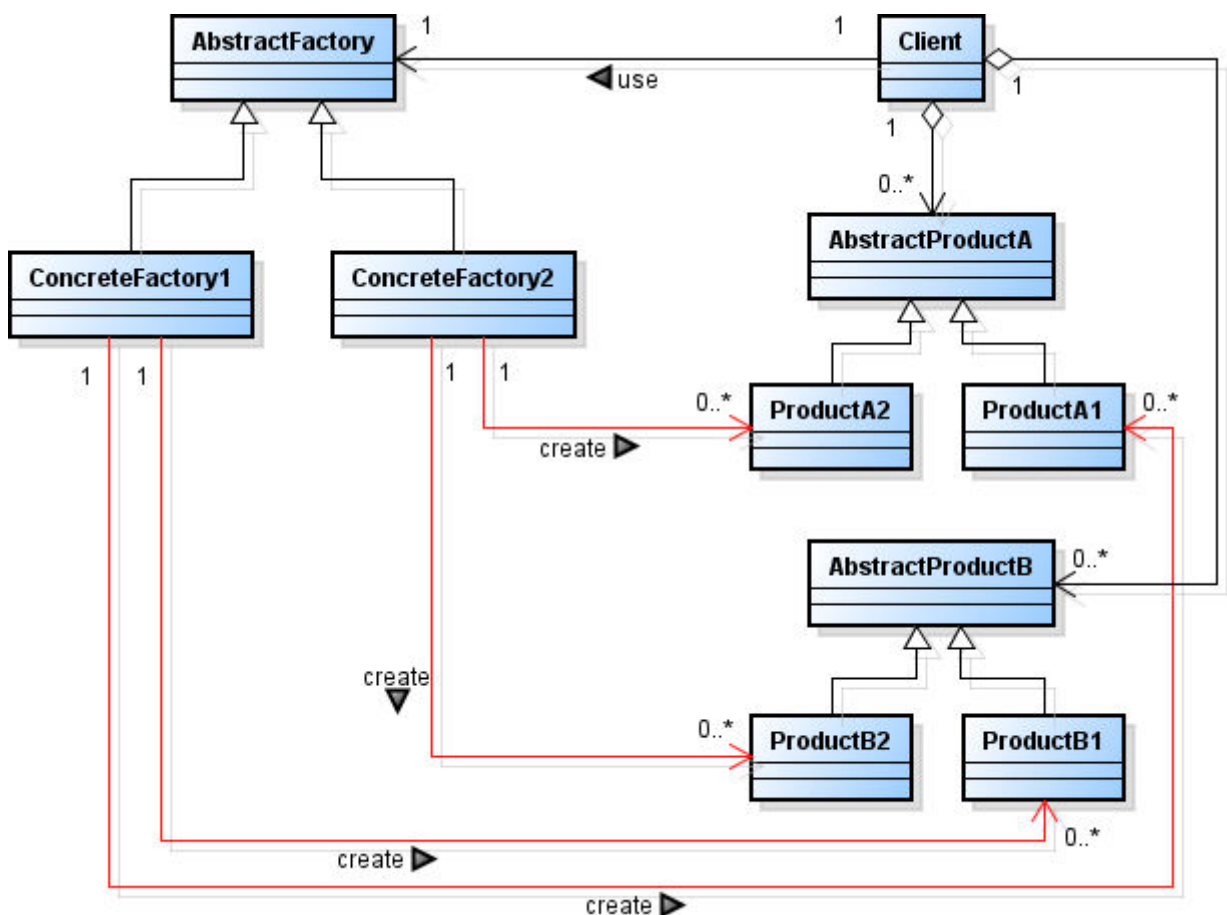 AbstractFactory
1
1
Client
use
1
1
0..*
AbstractProductA
ConcreteFactory1
ConcreteFactory2
1
1
1
1
0..*
ProductA2
ProductA1
0..*
create
AbstractProductB
0..*
create
0..*
ProductB2
ProductB1
0..*
create
create